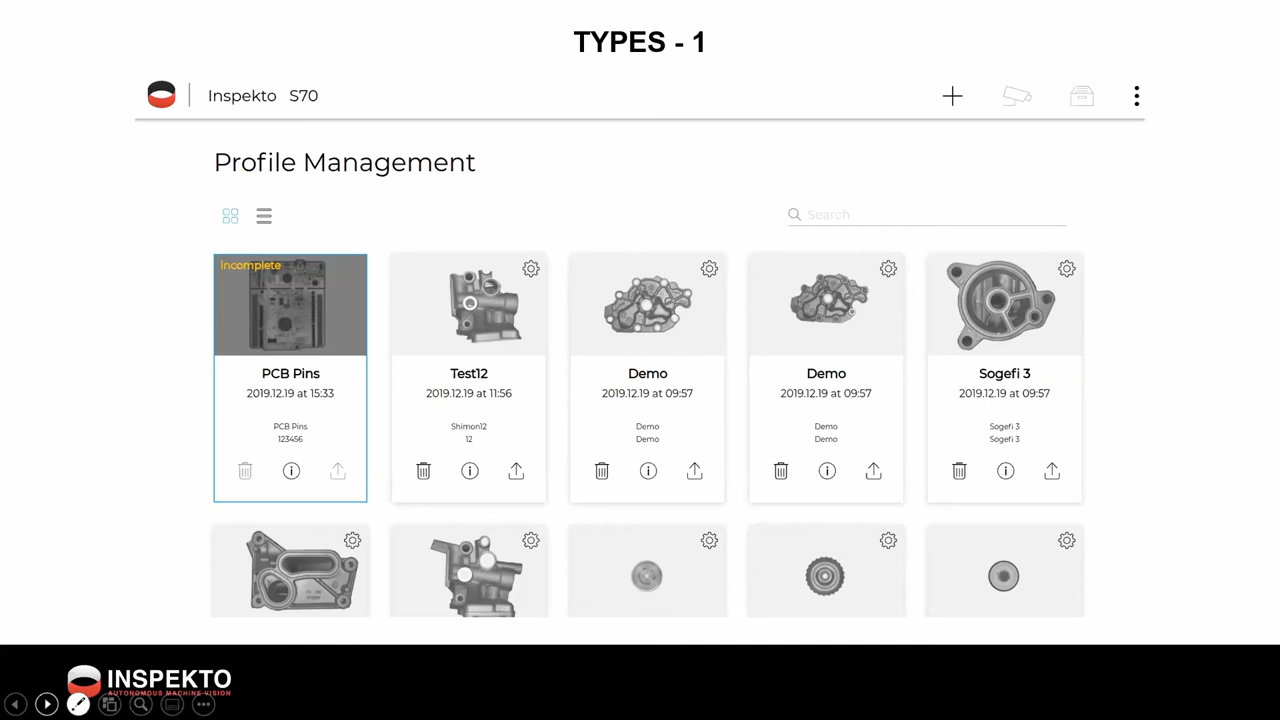 TYPES - 1
Inspekto S70
Profile Management
Search
Incomplete
PCB Pins
2019.12.19 at 15:33
PCB Pins
123456
Test12
2019.12.19 at 11:56
Shimon12
12
Demo
2019.12.19 at 09:57
Demo
Demo
Demo
2019.12.19 at 09:57
Demo
Demo
Sogefi 3
2019.12.19 at 09:57
Sogefi 3
Sogefi 3
INSPEKTO
AUTONOMOUS MACHINE VISION